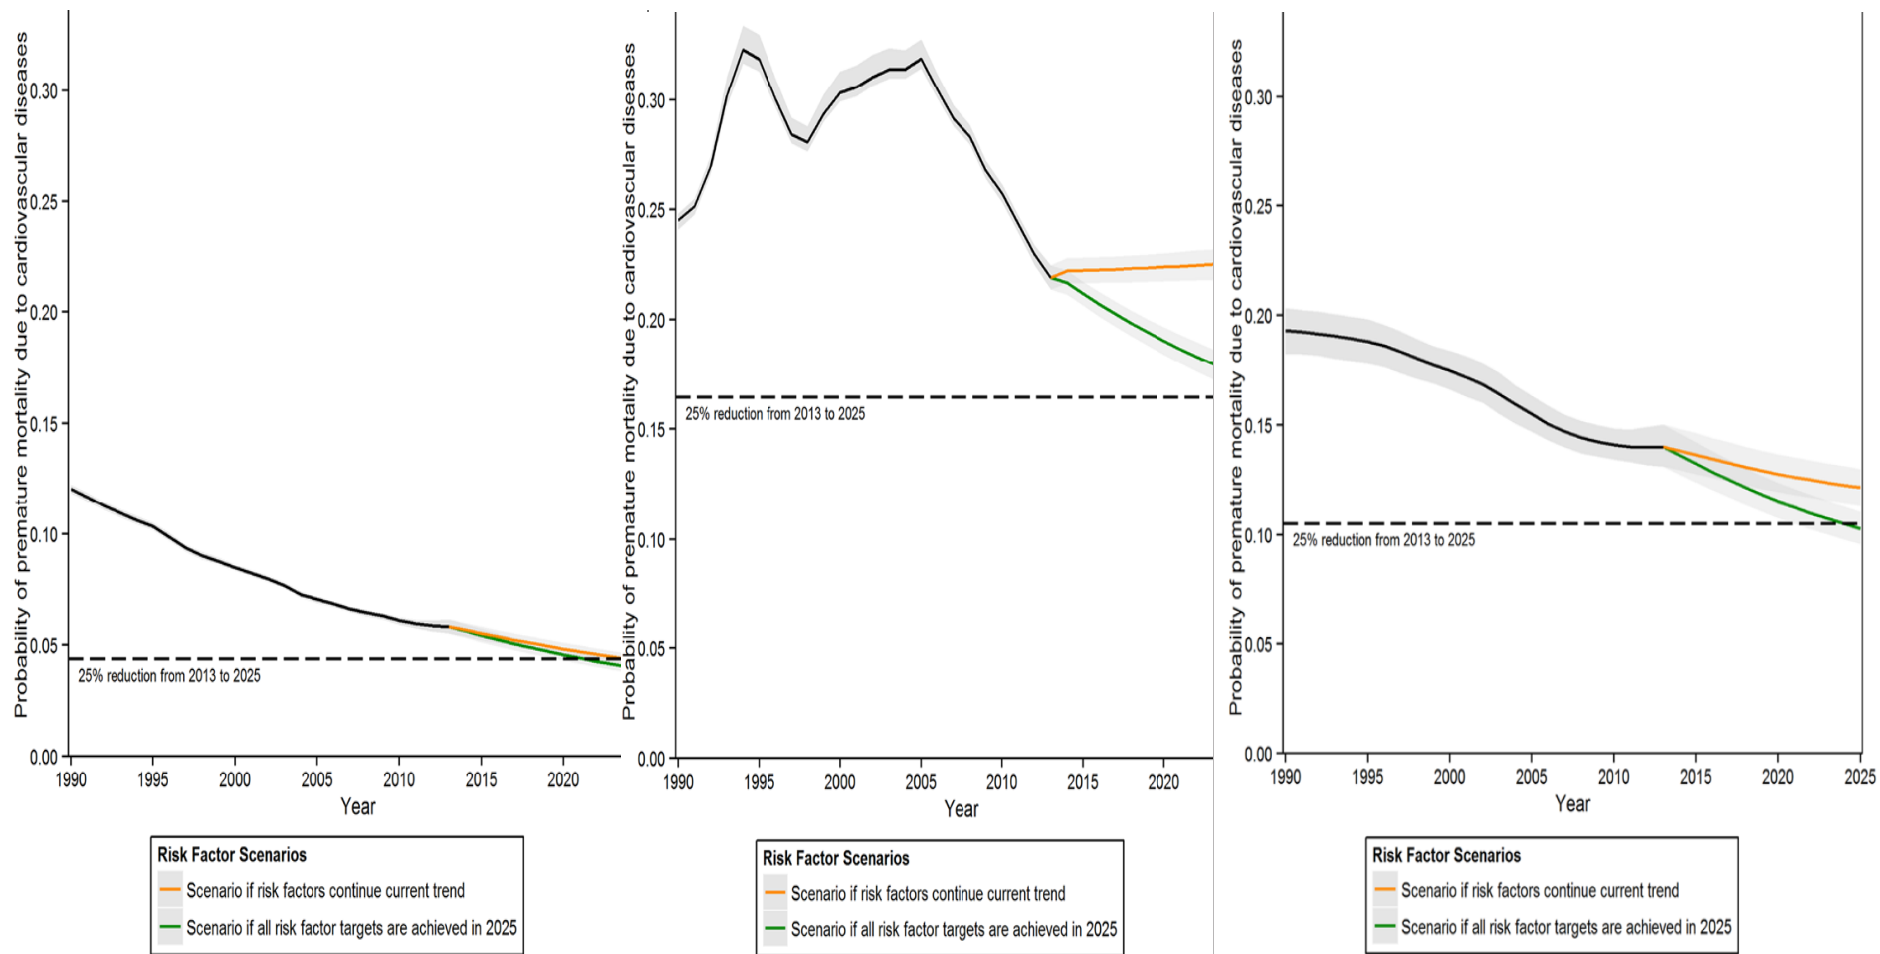 Probability of premature mortality due to cardiovascular diseases
0.30
0.25
0.20
0.15
0.10
0.05
0.00
25% reduction from 2013 to 2025
1990 1995 2000 2005 2010 2015 2020
Year
Risk Factor Scenarios
Scenario if risk factors continue current trend
Scenario if all risk factor targets are achieved in 2025
Probability of premature mortality due to cardiovascular diseases
0.30
0.25
0.20
0.15
0.10
0.05
0.00
25% reduction from 2013 to 2025
1990 1995 2000 2005 2010 2015 2020
Year
Risk Factor Scenarios
Scenario if risk factors continue current trend
Scenario if all risk factor targets are achieved in 2025
Probability of premature mortality due to cardiovascular diseases
0.30
0.25
0.20
0.15
0.10
0.05
0.00
25% reduction from 2013 to 2025
1990 1995 2000 2005 2010 2015 2020 2025
Year
Risk Factor Scenarios
Scenario if risk factors continue current trend
Scenario if all risk factor targets are achieved in 2025